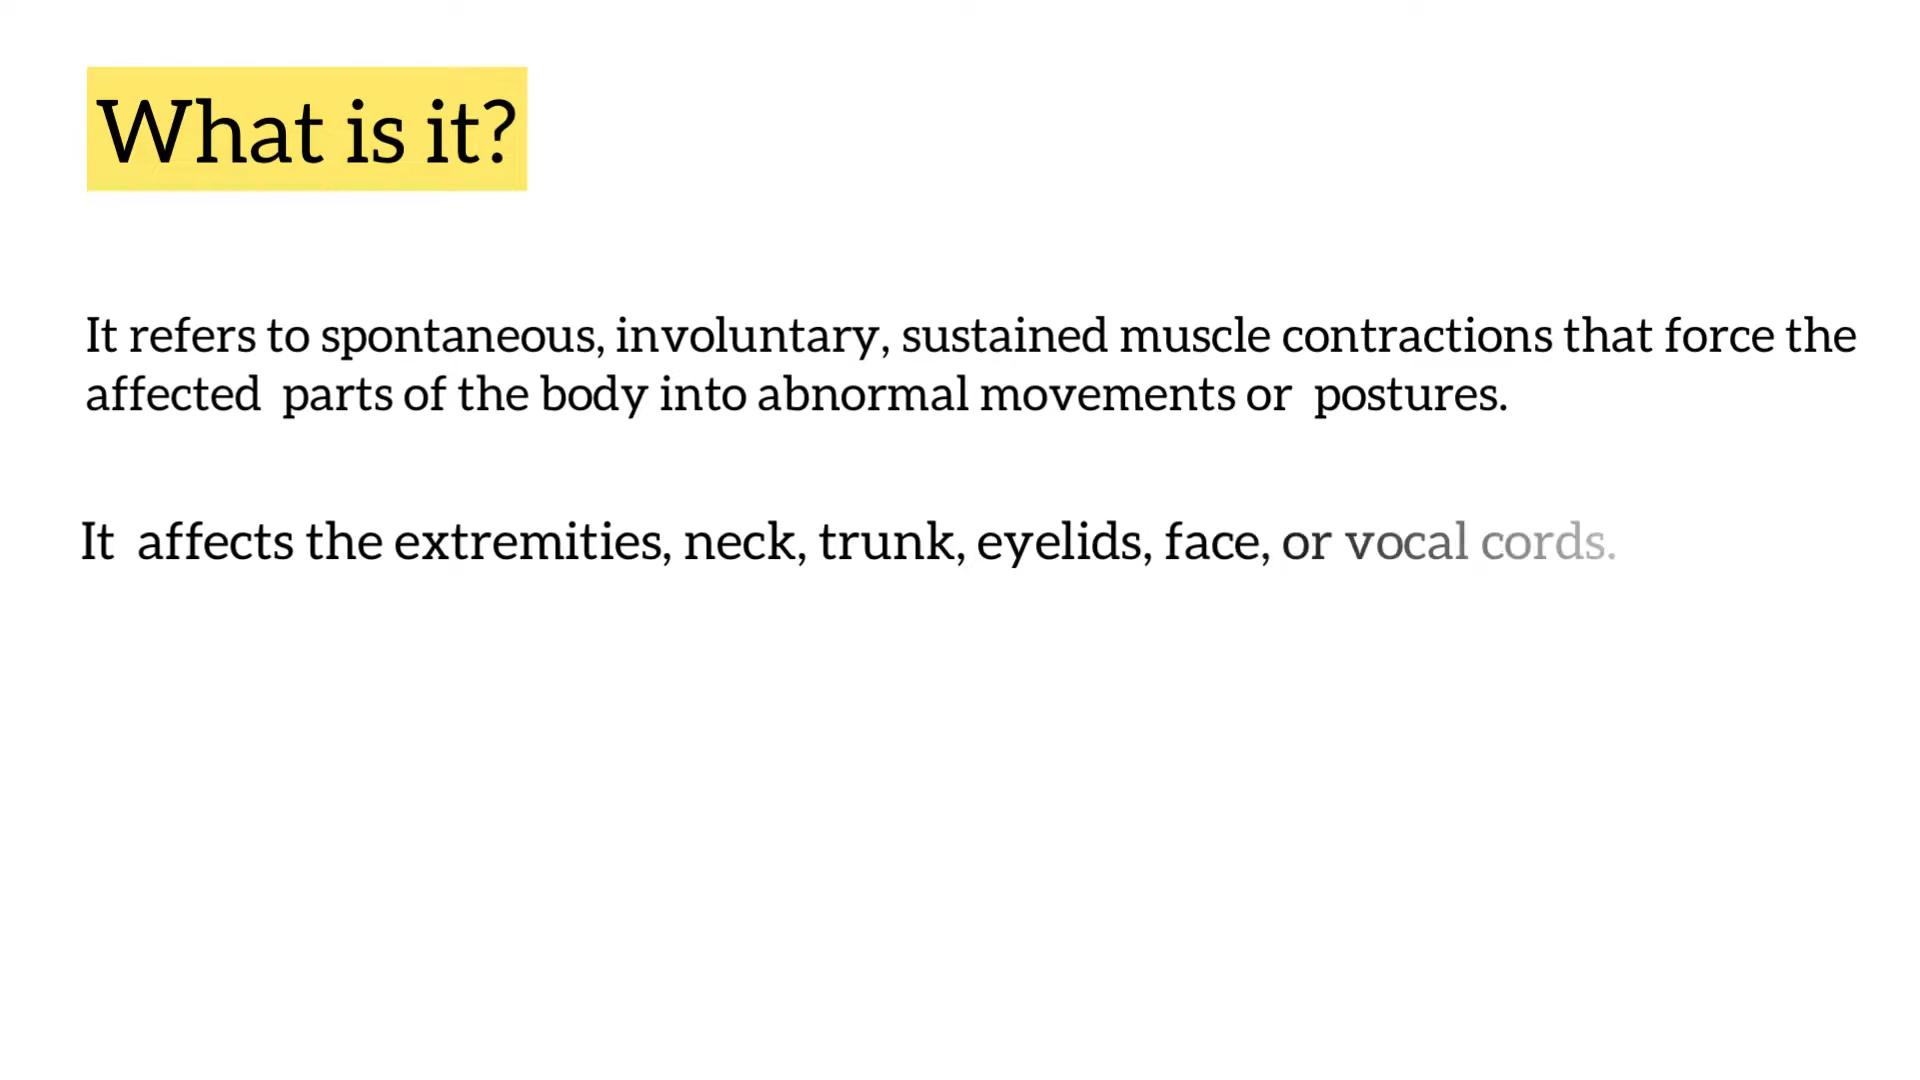 What is it?
It refers to spontaneous, involuntary, sustained muscle contractions that force the
affected  parts of the body into abnormal movements or  postures.
It  affects the extremities, neck, trunk, eyelids, face, or vocal cords.